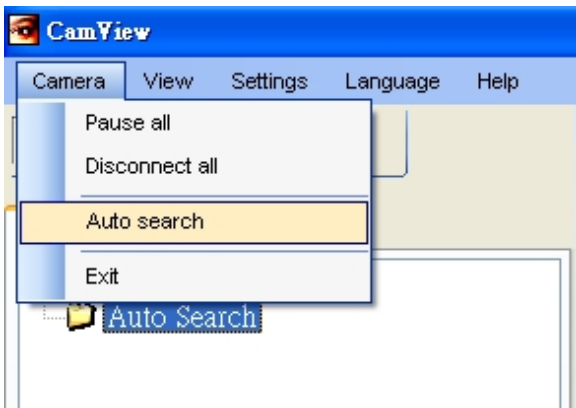 CamView
Camera View Settings Language Help
Pause all
Disconnect all
Auto search
Exit
Auto Search